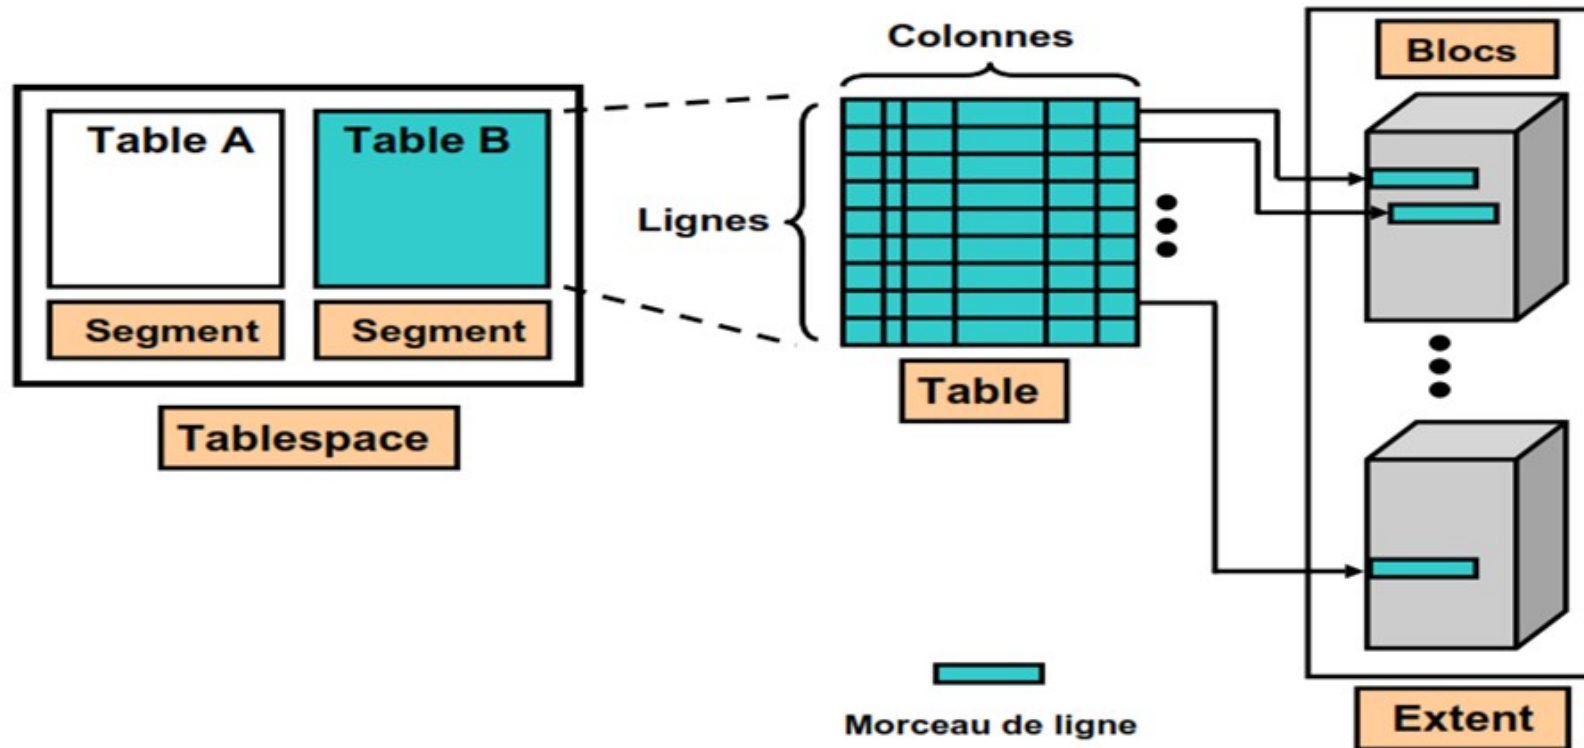 Colonnes
Blocs
Table A
Table B
Lignes
Segment
Segment
Table
Tablespace
Morceau de ligne
Extent